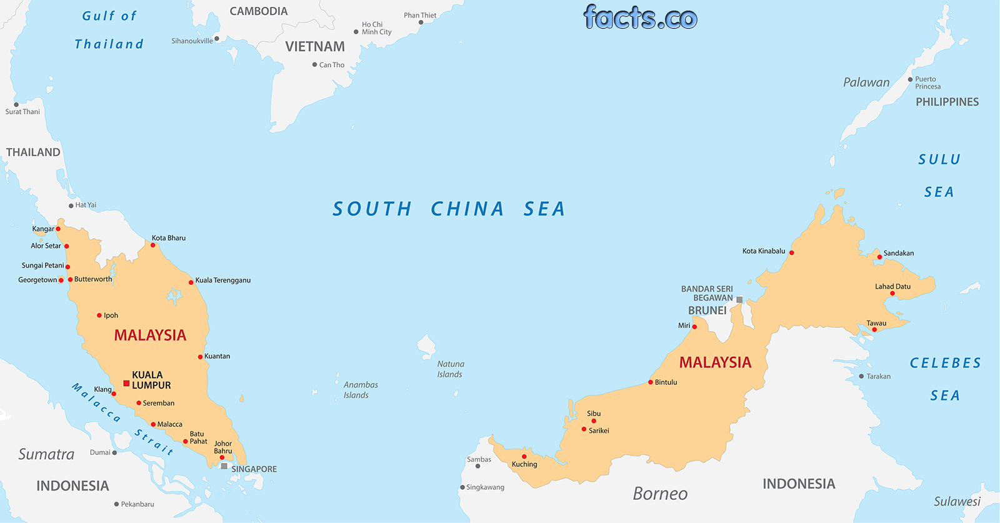 facts.co
Gulf of
Thailand
CAMBODIA
Phan Thiet
Ho Chi
Minh City
Sihanoukville
VIETNAM
Can Tho
Palawan
Puerto
Princesa
PHILIPPINES
Surat Thani
THAILAND
SULU
SEA
Hat Yai
SOUTH CHINA SEA
Kangar
Kota Bharu
Alor Setar
Kota Kinabalu
Sandakan
Sungai Petani
Georgetown
Butterworth
Kuala Terengganu
Lahad Datu
BANDAR SERI
BEGAWAN
BRUNEI
Ipoh
Miri
Tawau
MALAYSIA
Kuantan
Natuna
Islands
MALAYSIA
CELEBES
SEA
KUALA
LUMPUR
Anambas
Islands
Bintulu
Tarakan
Klang
Malacca Strait
Seremban
Malacca
Batu
Pahat
Johor
Bahru
Sibu
Sarikei
Sumatra
Dumai
SINGAPORE
Sambas
Kuching
INDONESIA
Singkawang
Borneo
INDONESIA
Pekanbaru
Sulawesi